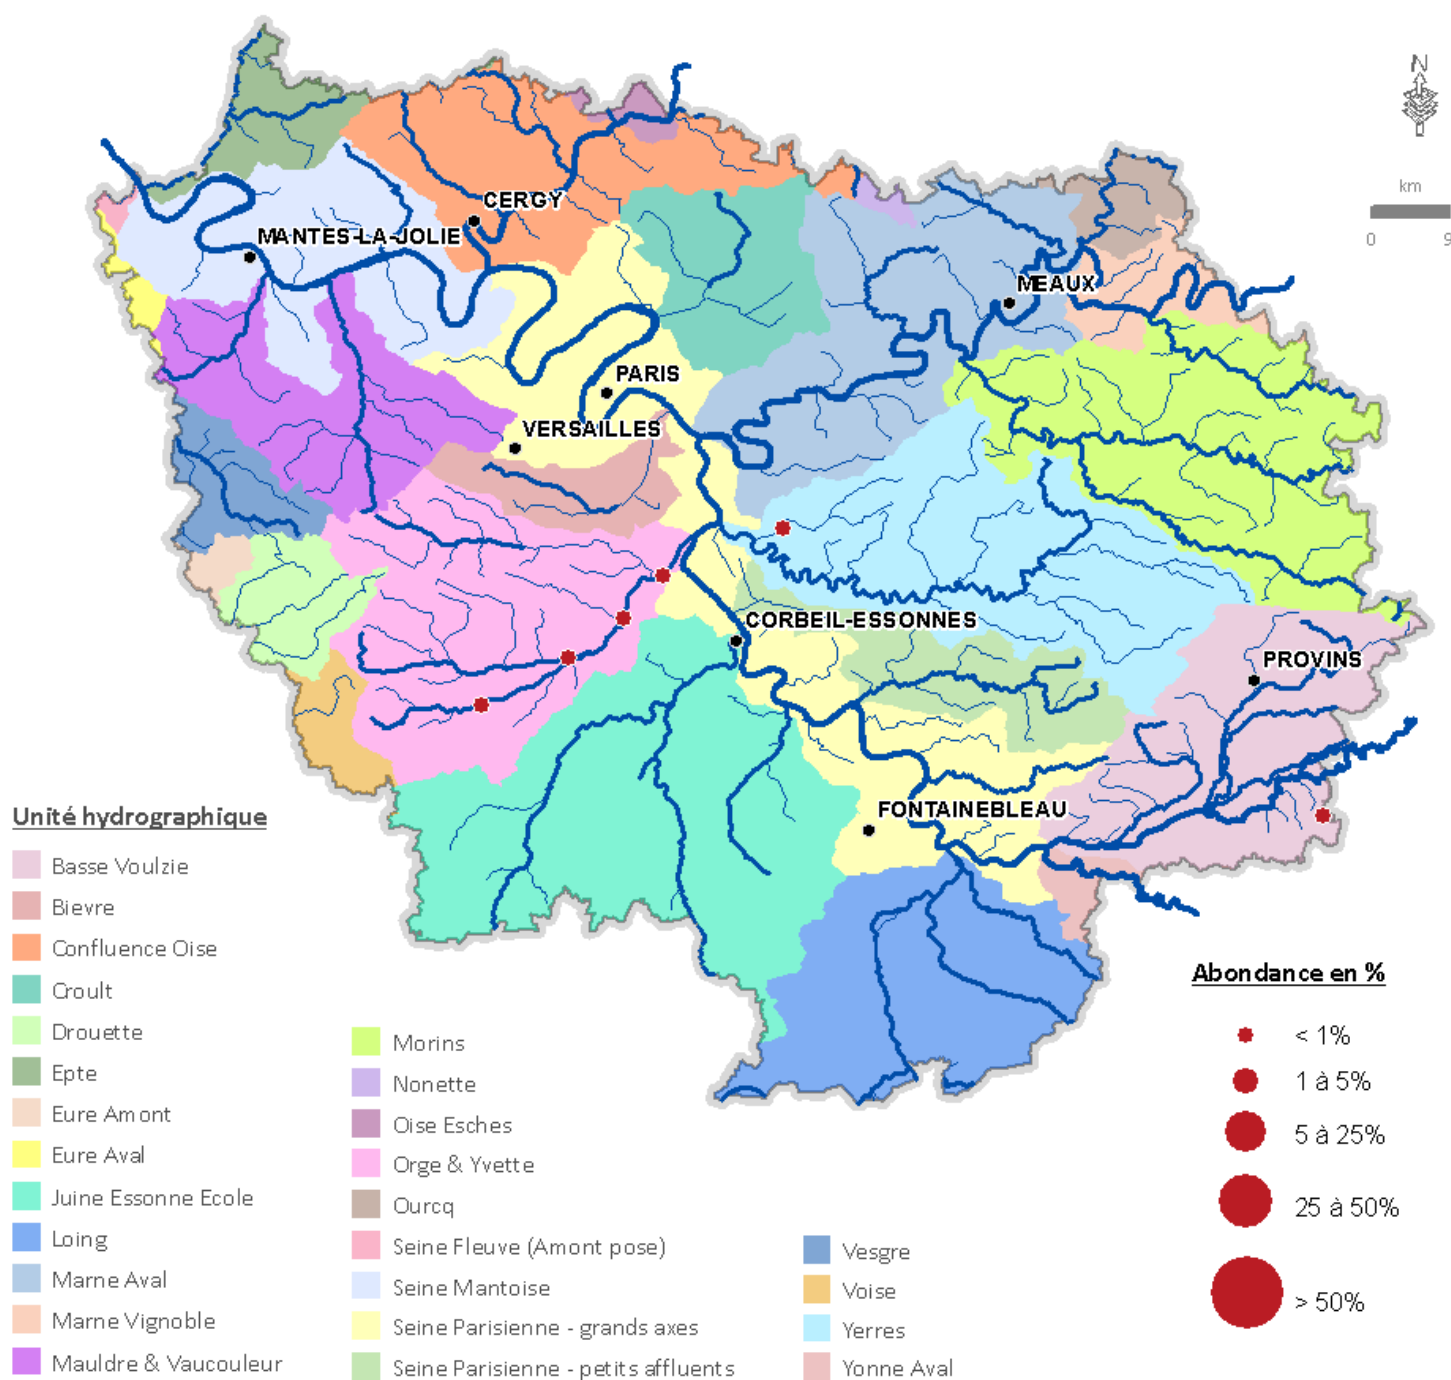 N
km
0 9
CERGY
MANTES-LA-JOLIE
MEAUX
PARIS
VERSAILLES
CORBEIL-ESSONNES
PROVINS
FONTAINEBLEAU
Unité hydrographique
Basse Voulzie
Bievre
Confluence Oise
Croult
Drouette
Epte
Eure Amont
Eure Aval
Juine Essonne Ecole
Loing
Marne Aval
Marne Vignoble
Mauldre & Vaucouleur
Morins
Nonette
Oise Esches
Orge & Yvette
Ourcq
Seine Fleuve (Amont pose)
Seine Mantoise
Seine Parisienne - grands axes
Seine Parisienne - petits affluents
Vesgre
Voise
Yerres
Yonne Aval
Abondance en %
< 1%
1 à 5%
5 à 25%
25 à 50%
> 50%